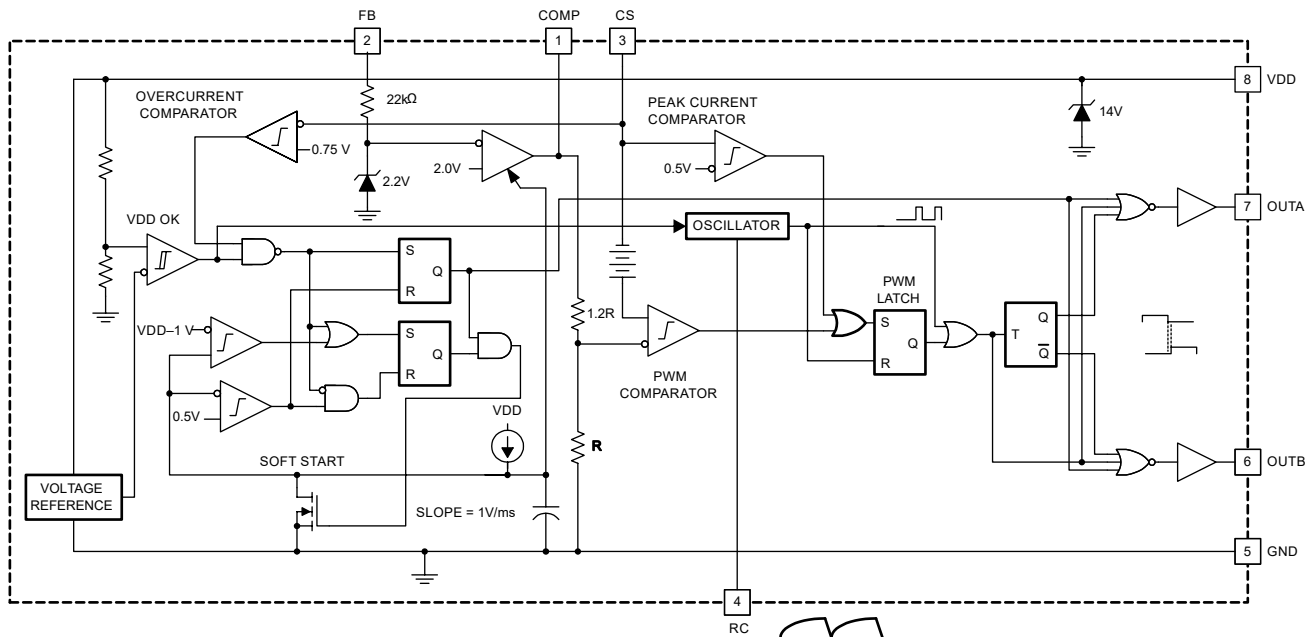 FB
COMP
CS
2
1
3
8
VDD
OVERCURRENT
COMPARATOR
22kΩ
PEAK CURRENT
COMPARATOR
14V
0.75 V
2.0V
0.5V
2.2V
7
OUTA
VDD OK
OSCILLATOR
S
Q
R
PWM
LATCH
1.2R
VDD–1 V
S
Q
R
S
Q
R
T
Q
Q̅
PWM
COMPARATOR
0.5V
VDD
R
6
OUTB
SOFT START
VOLTAGE
REFERENCE
SLOPE = 1V/ms
5
GND
4
RC